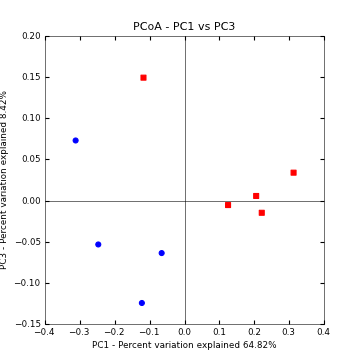 PCoA - PC1 vs PC3
0.20
0.15
0.10
0.05
0.00
−0.05
−0.10
−0.15
PC3 - Percent variation explained 8.42%
−0.4 −0.3 −0.2 −0.1 0.0 0.1 0.2 0.3 0.4
PC1 - Percent variation explained 64.82%